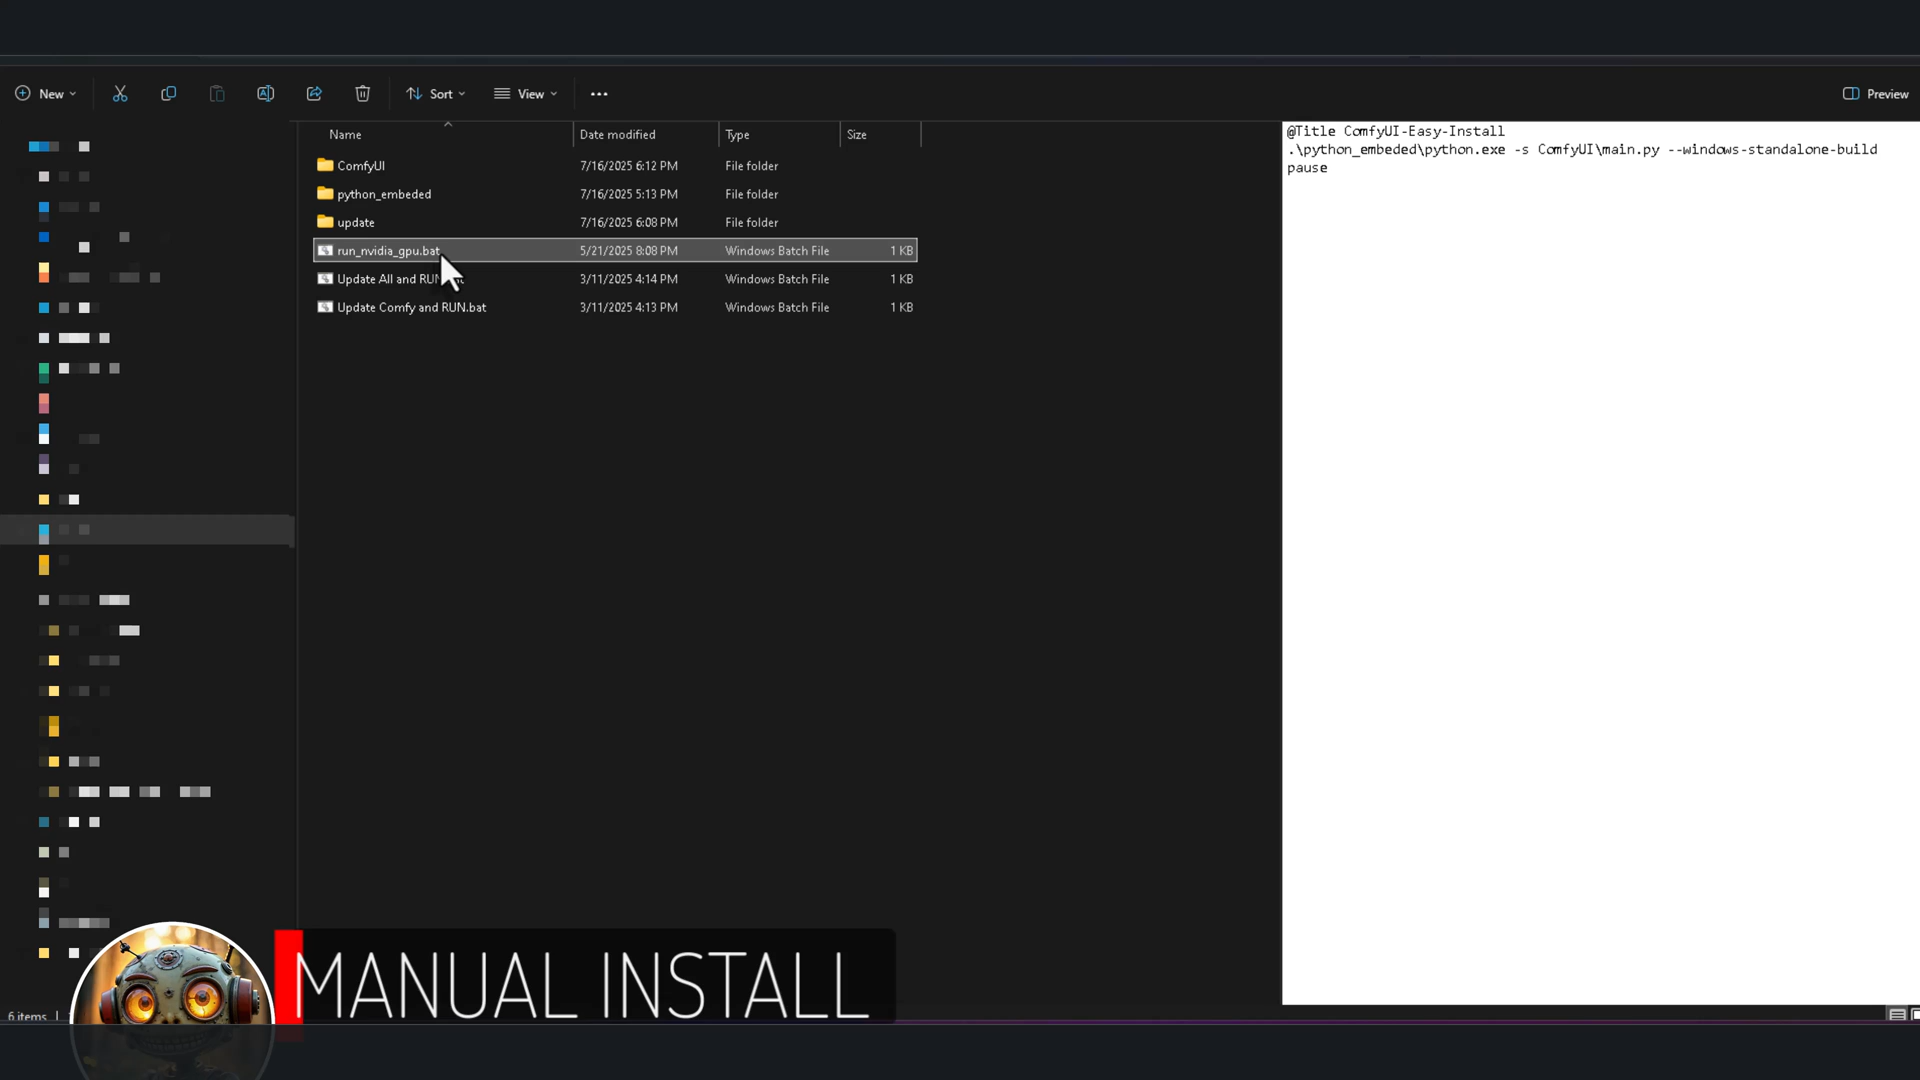 New Sort View ... Preview
Name Date modified Type Size
ComfyUI 7/16/2025 6:12 PM File folder
python_embeded 7/16/2025 5:13 PM File folder
update 7/16/2025 6:08 PM File folder
run_nvidia_gpu.bat 5/21/2025 8:08 PM Windows Batch File 1 KB
Update All and RUN 3/11/2025 4:14 PM Windows Batch File 1 KB
Update Comfy and RUN.bat 3/11/2025 4:13 PM Windows Batch File 1 KB
@Title ComfyUI-Easy-Install
.\python_embeded\python.exe -s ComfyUI\main.py --windows-standalone-build
pause
MANUAL INSTALL
6 items